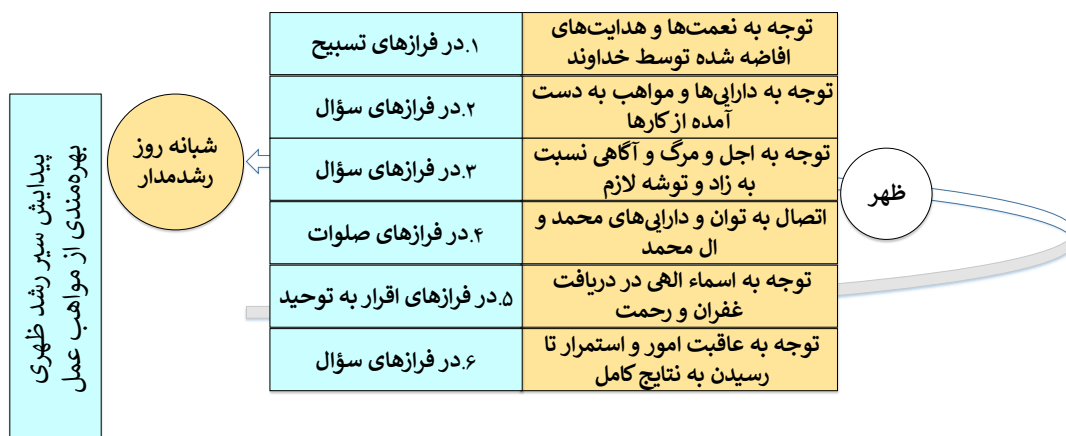 ظهر
توجه به نعمت‌ها و هدایت‌های
افاضه شده توسط خداوند
۱.در فرازهای تسبیح
توجه به دارایی‌ها و مواهب به دست
آمده از کارها
۲.در فرازهای سؤال
توجه به اجل و مرگ و آگاهی نسبت
به زاد و توشه لازم
۳.در فرازهای سؤال
اتصال به توان و دارایی‌های محمد و
ال محمد
۴.در فرازهای صلوات
توجه به اسماء الهی در دریافت
غفران و رحمت
۵.در فرازهای اقرار به توحید
توجه به عاقبت امور و استمرار تا
رسیدن به نتایج کامل
۶.در فرازهای سؤال
شبانه روز
رشدمدار
پیدایش سیر رشد ظهری
بهره‌مندی از مواهب عمل